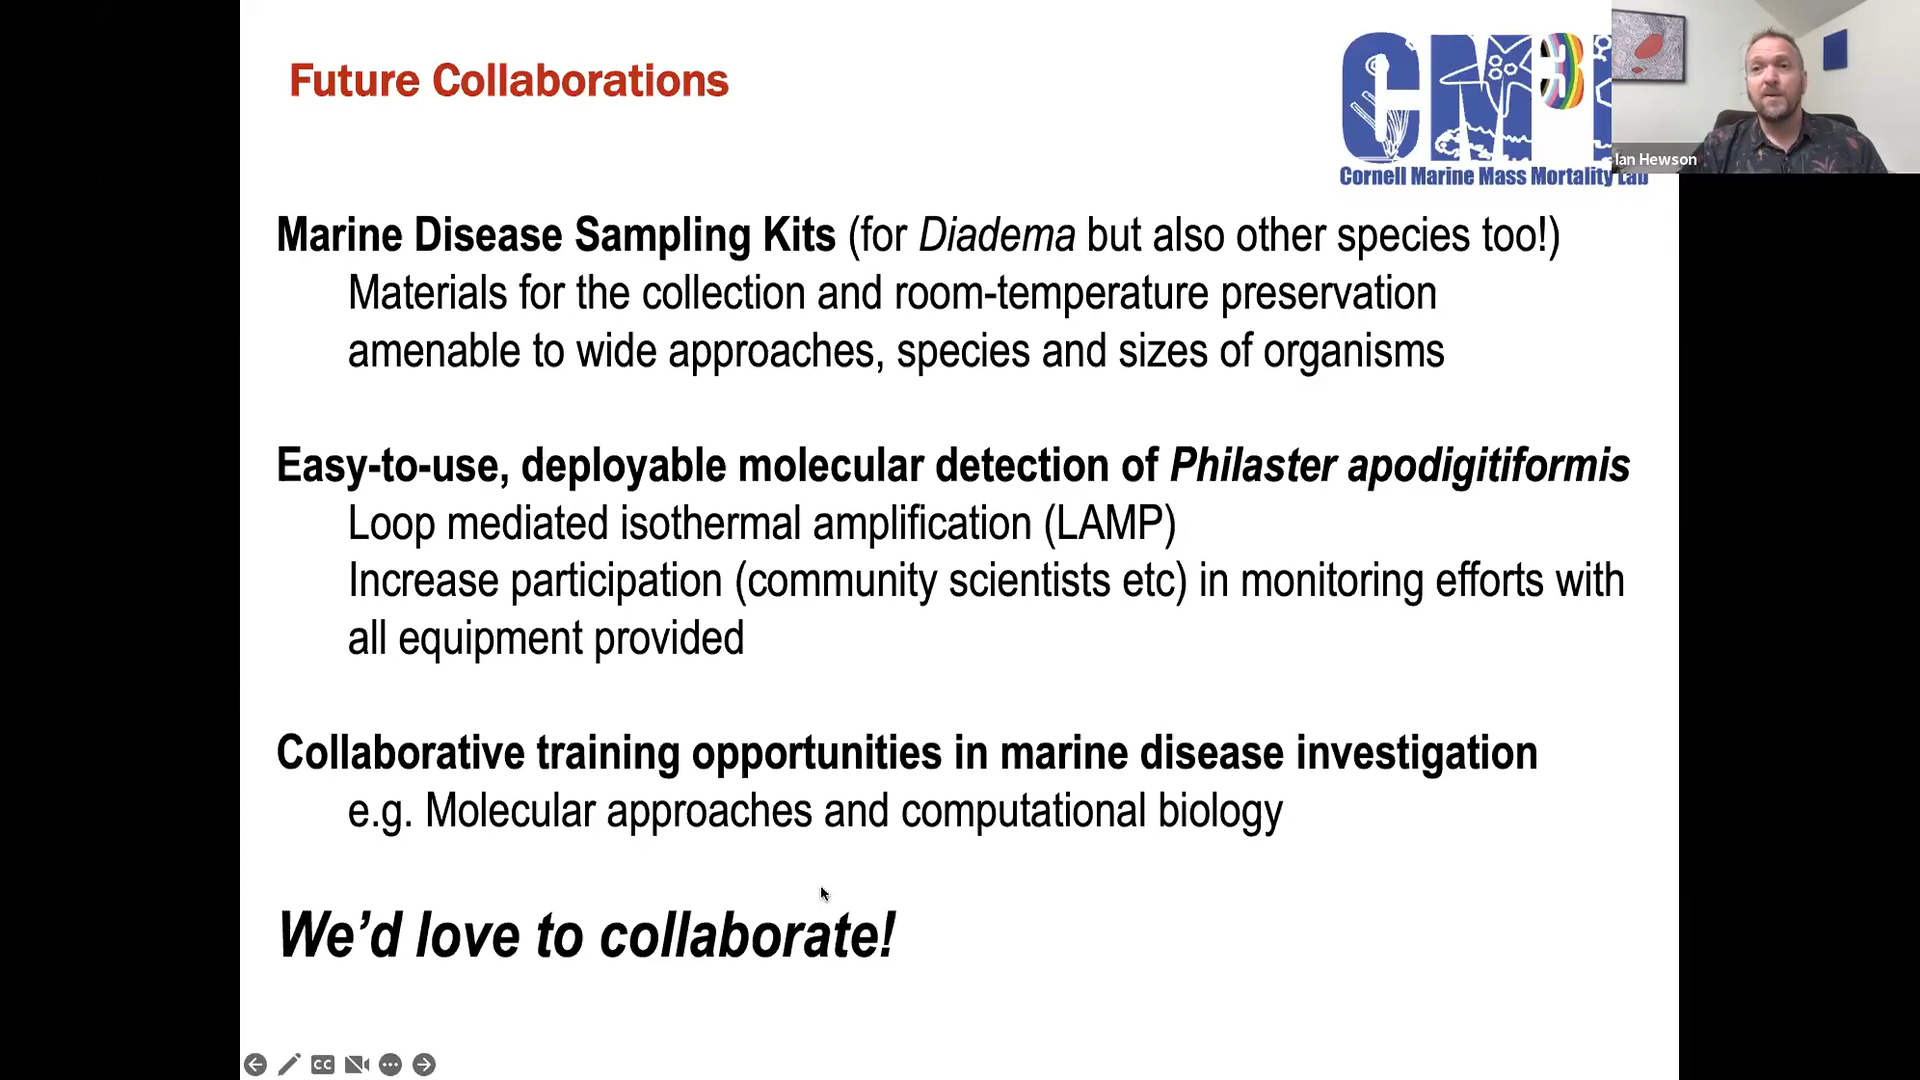 Future Collaborations
CM3L
Cornell Marine Mass Mortality Lab
Ian Hewson
Marine Disease Sampling Kits (for Diadema but also other species too!)
Materials for the collection and room-temperature preservation
amenable to wide approaches, species and sizes of organisms
Easy-to-use, deployable molecular detection of Philaster apodigitiformis
Loop mediated isothermal amplification (LAMP)
Increase participation (community scientists etc) in monitoring efforts with
all equipment provided
Collaborative training opportunities in marine disease investigation
e.g. Molecular approaches and computational biology
We'd love to collaborate!
CC